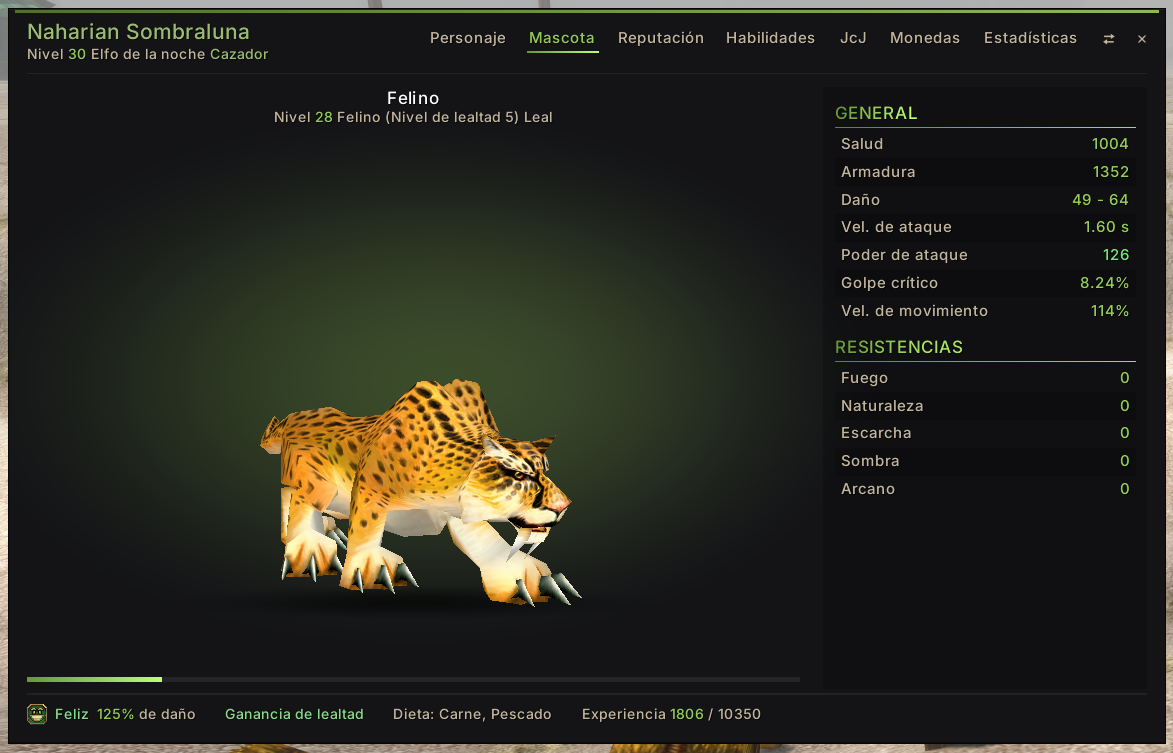 Naharian Sombraluna
Nivel 30 Elfo de la noche Cazador
Personaje Mascota Reputación Habilidades JcJ Monedas Estadísticas
Felino
Nivel 28 Felino (Nivel de lealtad 5) Leal
GENERAL
Salud 1004
Armadura 1352
Daño 49 - 64
Vel. de ataque 1.60 s
Poder de ataque 126
Golpe crítico 8.24%
Vel. de movimiento 114%
RESISTENCIAS
Fuego 0
Naturaleza 0
Escarcha 0
Sombra 0
Arcano 0
Feliz 125% de daño Ganancia de lealtad Dieta: Carne, Pescado Experiencia 1806 / 10350